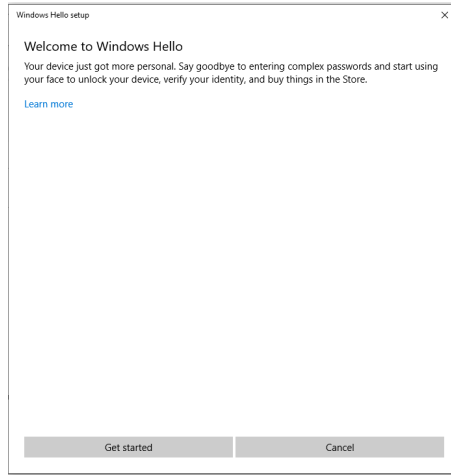 Windows Hello setup
Welcome to Windows Hello
Your device just got more personal. Say goodbye to entering complex passwords and start using
your face to unlock your device, verify your identity, and buy things in the Store.
Learn more
Get started
Cancel